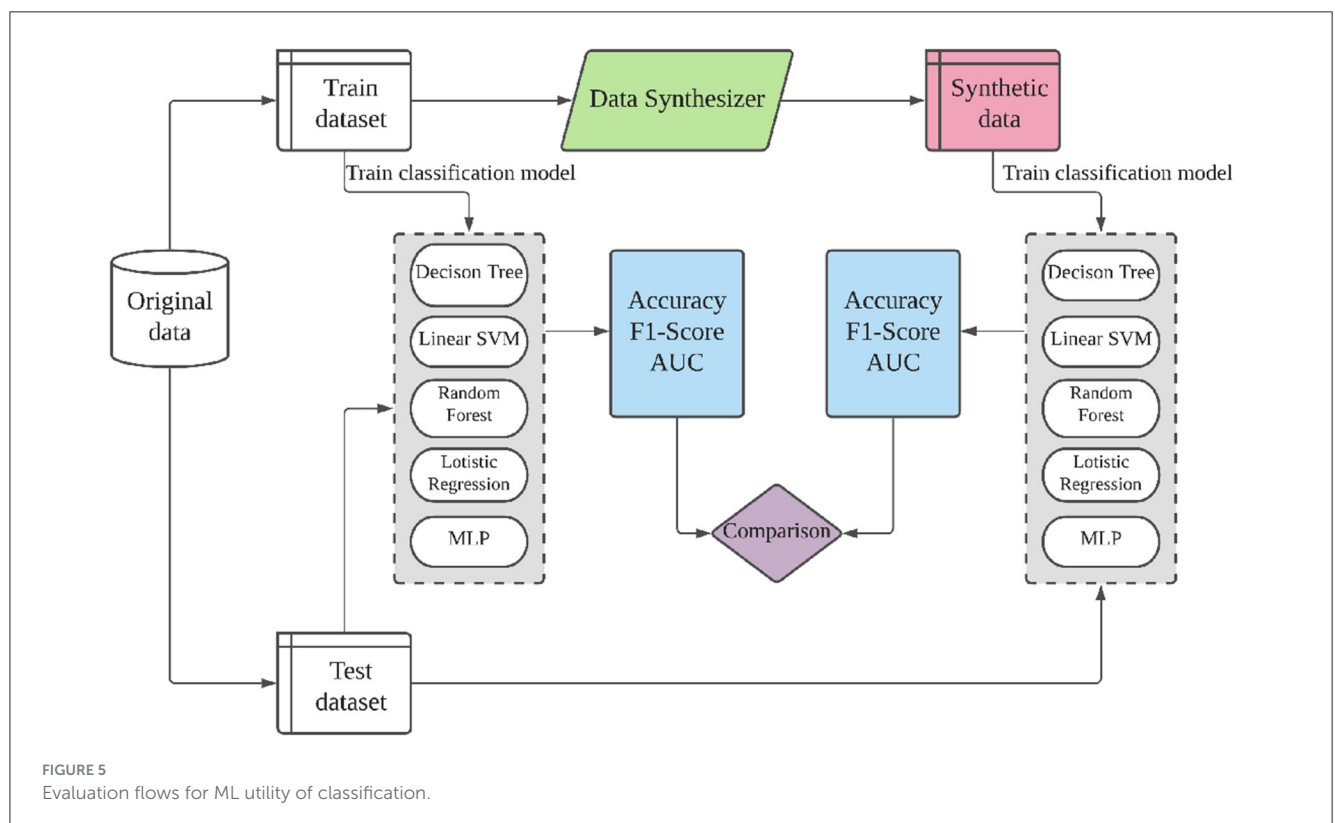 Train
dataset
Data Synthesizer
Synthetic
data
Train classification model
Train classification model
Original
data
Decison Tree
Linear SVM
Random
Forest
Lotistic
Regression
MLP
Accuracy
F1-Score
AUC
Accuracy
F1-Score
AUC
Comparison
Decison Tree
Linear SVM
Random
Forest
Lotistic
Regression
MLP
Test
dataset
FIGURE 5
Evaluation flows for ML utility of classification.